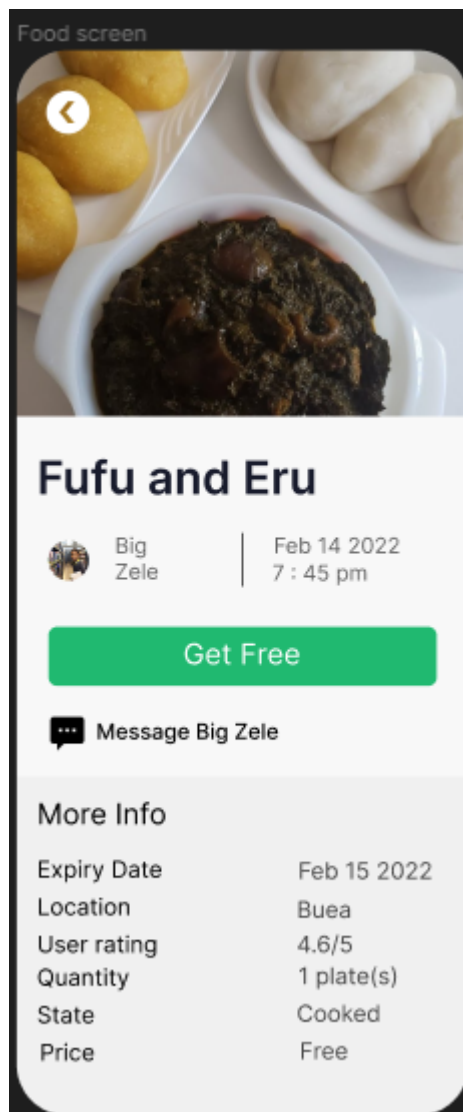 Food screen
Fufu and Eru
Big
Zele
Feb 14 2022
7 : 45 pm
Get Free
Message Big Zele
More Info
Expiry Date Feb 15 2022
Location Buea
User rating 4.6/5
Quantity 1 plate(s)
State Cooked
Price Free